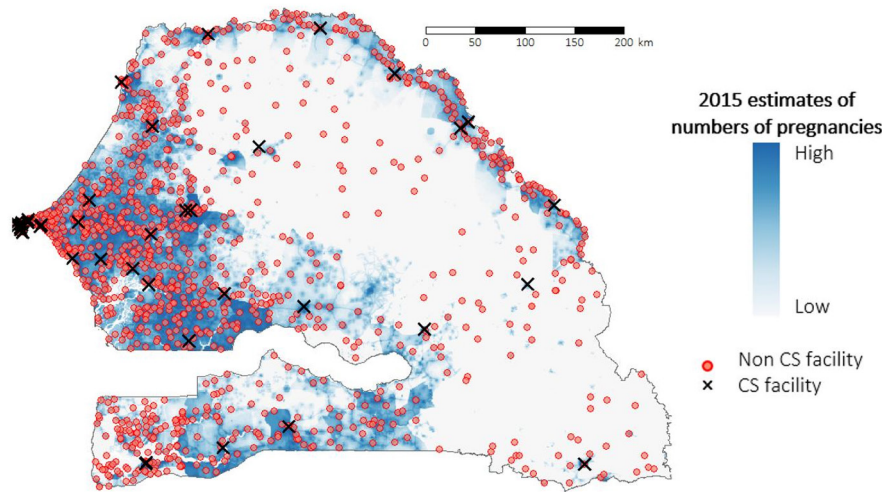 0 50 100 150 200 km
2015 estimates of
numbers of pregnancies
High
Low
Non CS facility
CS facility